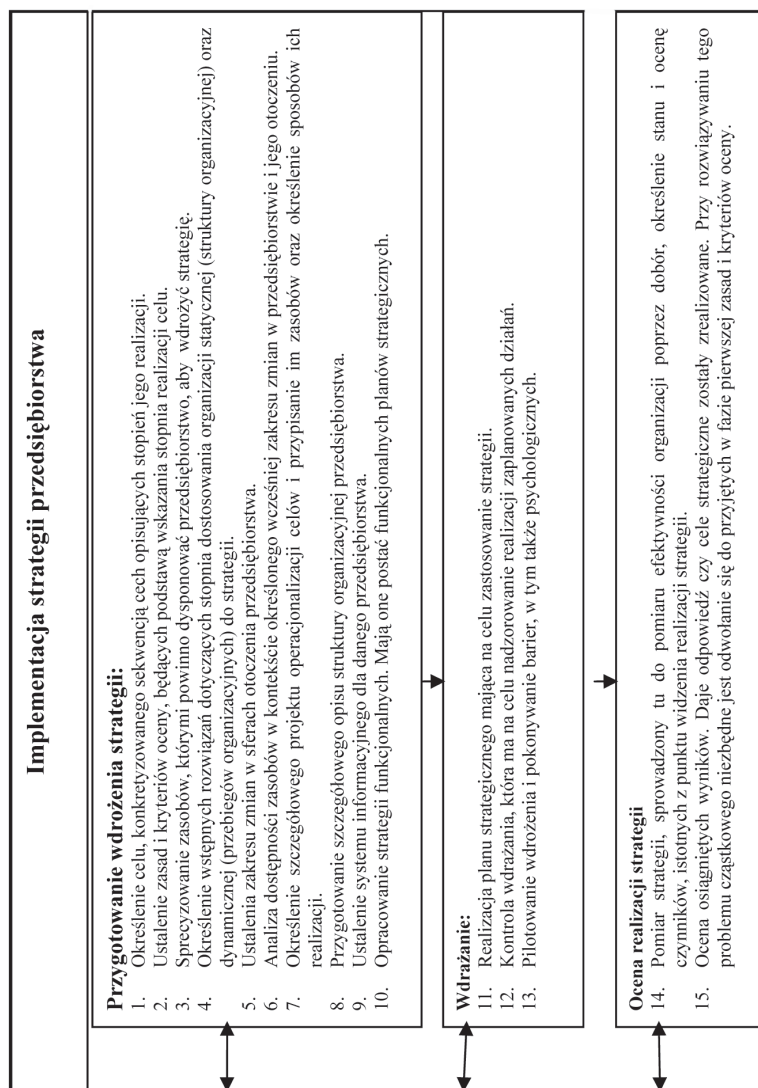 Implementacja strategii przedsiębiorstwa
Przygotowanie wdrożenia strategii:
1. Określenie celu, konkretyzowanego sekwencją cech opisujących stopień jego realizacji.
2. Ustalenie zasad i kryteriów oceny, będących podstawą wskazania stopnia realizacji celu.
3. Sprecyzowanie zasobów, którymi powinno dysponować przedsiębiorstwo, aby wdrożyć strategię.
4. Określenie wstępnych rozwiązań dotyczących stopnia dostosowania organizacji statycznej (struktury organizacyjnej) oraz
dynamicznej (przebiegów organizacyjnych) do strategii.
5. Ustalenia zakresu zmian w sferach otoczenia przedsiębiorstwa.
6. Analiza dostępności zasobów w kontekście określonego wcześniej zakresu zmian w przedsiębiorstwie i jego otoczeniu.
7. Określenie szczegółowego projektu operacjonalizacji celów i przypisanie im zasobów oraz określenie sposobów ich
realizacji.
8. Przygotowanie szczegółowego opisu struktury organizacyjnej przedsiębiorstwa.
9. Ustalenie systemu informacyjnego dla danego przedsiębiorstwa.
10. Opracowanie strategii funkcjonalnych. Mają one postać funkcjonalnych planów strategicznych.
Wdrażanie:
11. Realizacja planu strategicznego mająca na celu zastosowanie strategii.
12. Kontrola wdrażania, która ma na celu nadzorowanie realizacji zaplanowanych działań.
13. Pilotowanie wdrożenia i pokonywanie barier, w tym także psychologicznych.
Ocena realizacji strategii
14. Pomiar strategii, sprowadzony tu do pomiaru efektywności organizacji poprzez dobór, określenie stanu i ocenę
czynników, istotnych z punktu widzenia realizacji strategii.
15. Ocena osiągniętych wyników. Daje odpowiedź czy cele strategiczne zostały zrealizowane. Przy rozwiązywaniu tego
problemu cząstkowego niezbędne jest odwołanie się do przyjętych w fazie pierwszej zasad i kryteriów oceny.